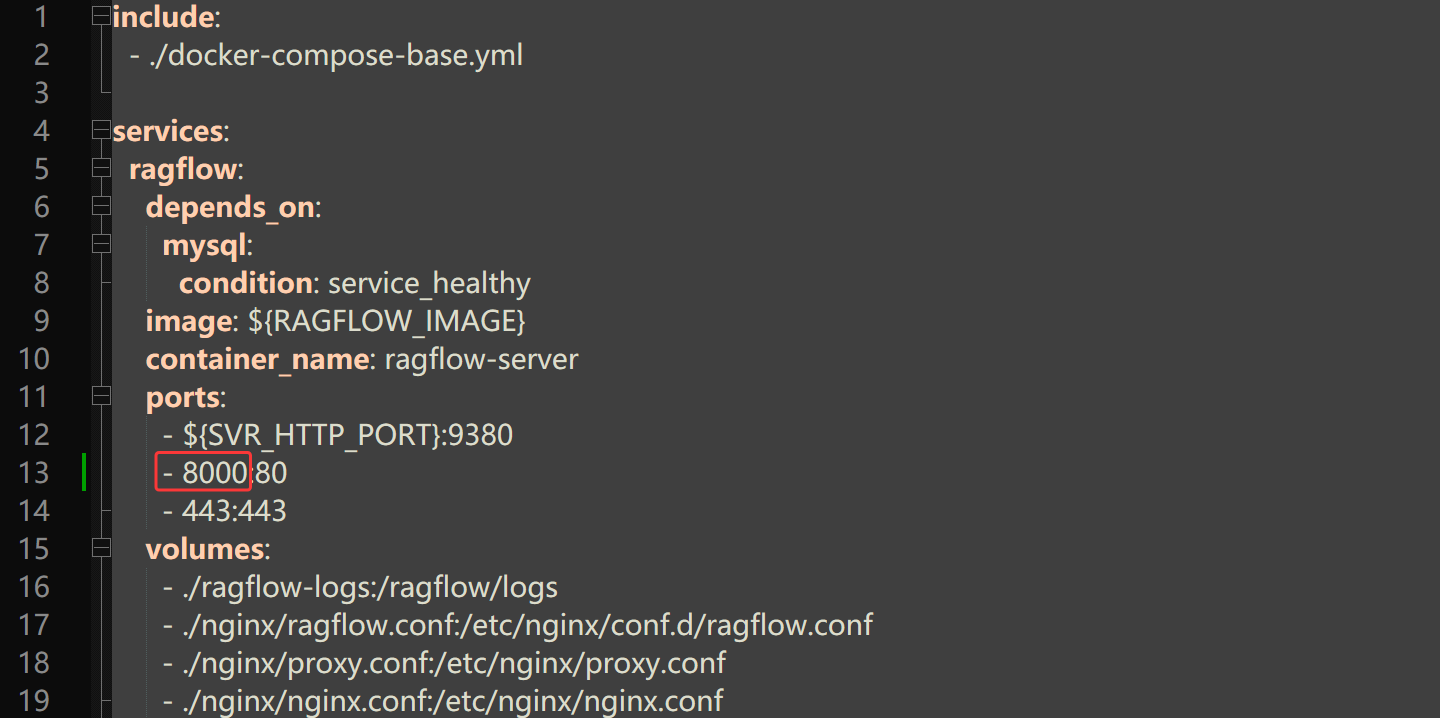 1 include:
2 - ./docker-compose-base.yml
3
4 services:
5 ragflow:
6 depends_on:
7 mysql:
8 condition: service_healthy
9 image: ${RAGFLOW_IMAGE}
10 container_name: ragflow-server
11 ports:
12 - ${SVR_HTTP_PORT}:9380
13 - 8000:80
14 - 443:443
15 volumes:
16 - ./ragflow-logs:/ragflow/logs
17 - ./nginx/ragflow.conf:/etc/nginx/conf.d/ragflow.conf
18 - ./nginx/proxy.conf:/etc/nginx/proxy.conf
19 - ./nginx/nginx.conf:/etc/nginx/nginx.conf